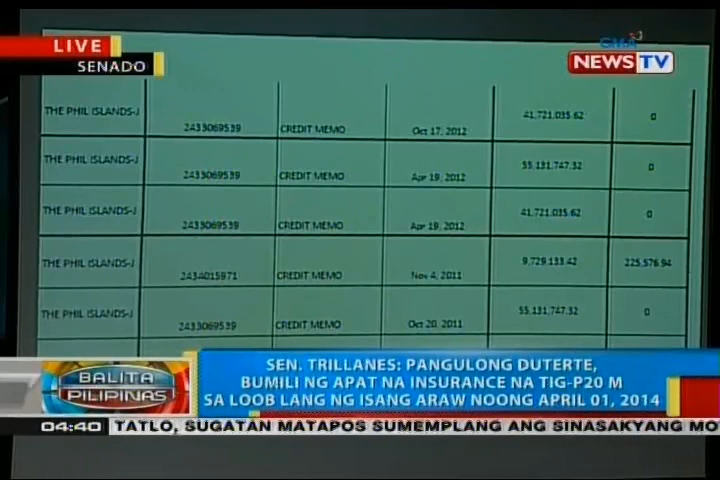 LIVE
SENADO
GMA
NEWS TV
THE PHIL ISLANDS-J 2433069539 CREDIT MEMO Oct 17, 2012 41,721,035.62 0
THE PHIL ISLANDS-J 2433069539 CREDIT MEMO Apr 19, 2012 55,131,747.32 0
THE PHIL ISLANDS-J 2433069539 CREDIT MEMO Apr 19, 2012 41,721,035.62 0
THE PHIL ISLANDS-J 2434015971 CREDIT MEMO Nov 4, 2011 9,729,133.42 225,576.94
THE PHIL ISLANDS-J 2433069539 CREDIT MEMO Oct 20, 2011 55,131,747.32 0
BALITA
PILIPINAS
SEN. TRILLANES: PANGULONG DUTERTE,
BUMILI NG APAT NA INSURANCE NA TIG-P20 M
SA LOOB LANG NG ISANG ARAW NOONG APRIL 01, 2014
04:40 TATLO, SUGATAN MATAPOS SUMEMPLANG ANG SINASAKYANG MO